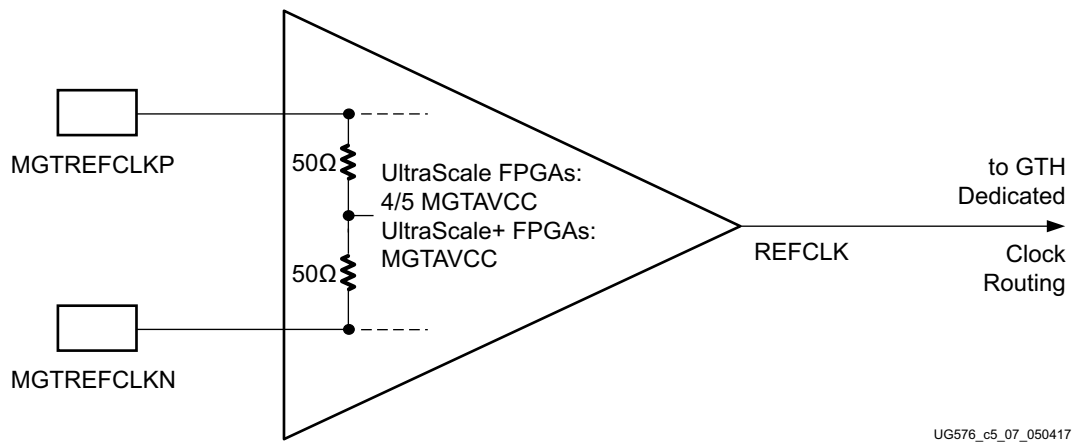 MGTREFCLKP
50Ω
UltraScale FPGAs:
4/5 MGTAVCC
UltraScale+ FPGAs:
MGTAVCC
50Ω
MGTREFCLKN
REFCLK
to GTH
Dedicated
Clock
Routing
UG576_c5_07_050417